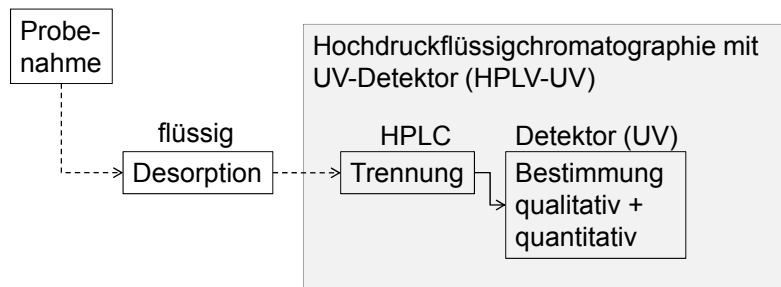 Probe-
nahme
Hochdruckflüssigchromatographie mit
UV-Detektor (HPLV-UV)
flüssig
Desorption
HPLC
Trennung
Detektor (UV)
Bestimmung
qualitativ +
quantitativ